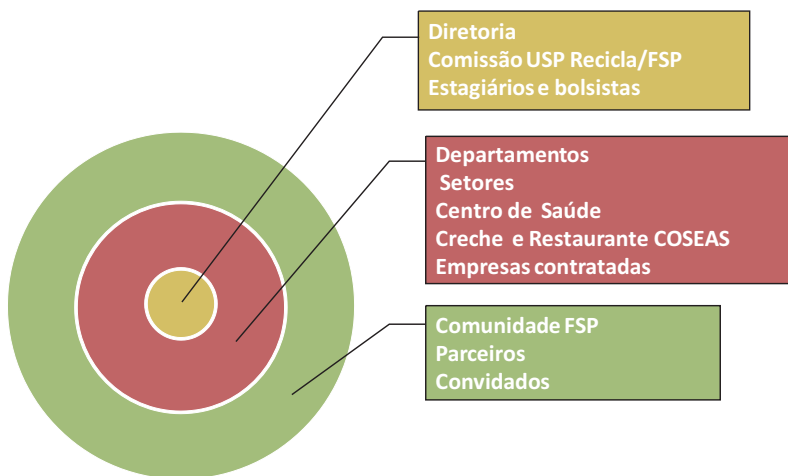 Diretoria
Comissão USP Recicla/FSP
Estagiários e bolsistas
Departamentos
Setores
Centro de Saúde
Creche e Restaurante COSEAS
Empresas contratadas
Comunidade FSP
Parceiros
Convidados